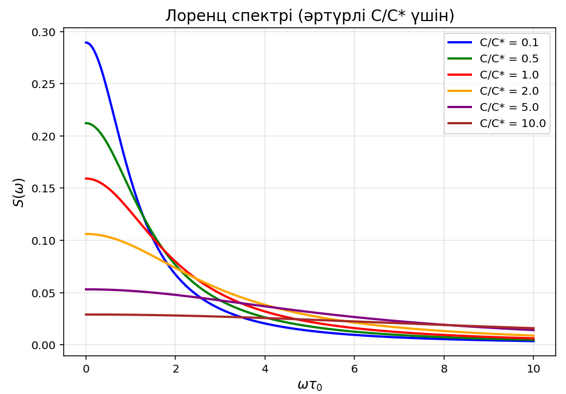 Лоренц спектрі (әртүрлі C/C* үшін)
S(ω)
0.30
0.25
0.20
0.15
0.10
0.05
0.00
C/C* = 0.1
C/C* = 0.5
C/C* = 1.0
C/C* = 2.0
C/C* = 5.0
C/C* = 10.0
0 2 4 6 8 10
ωτ₀